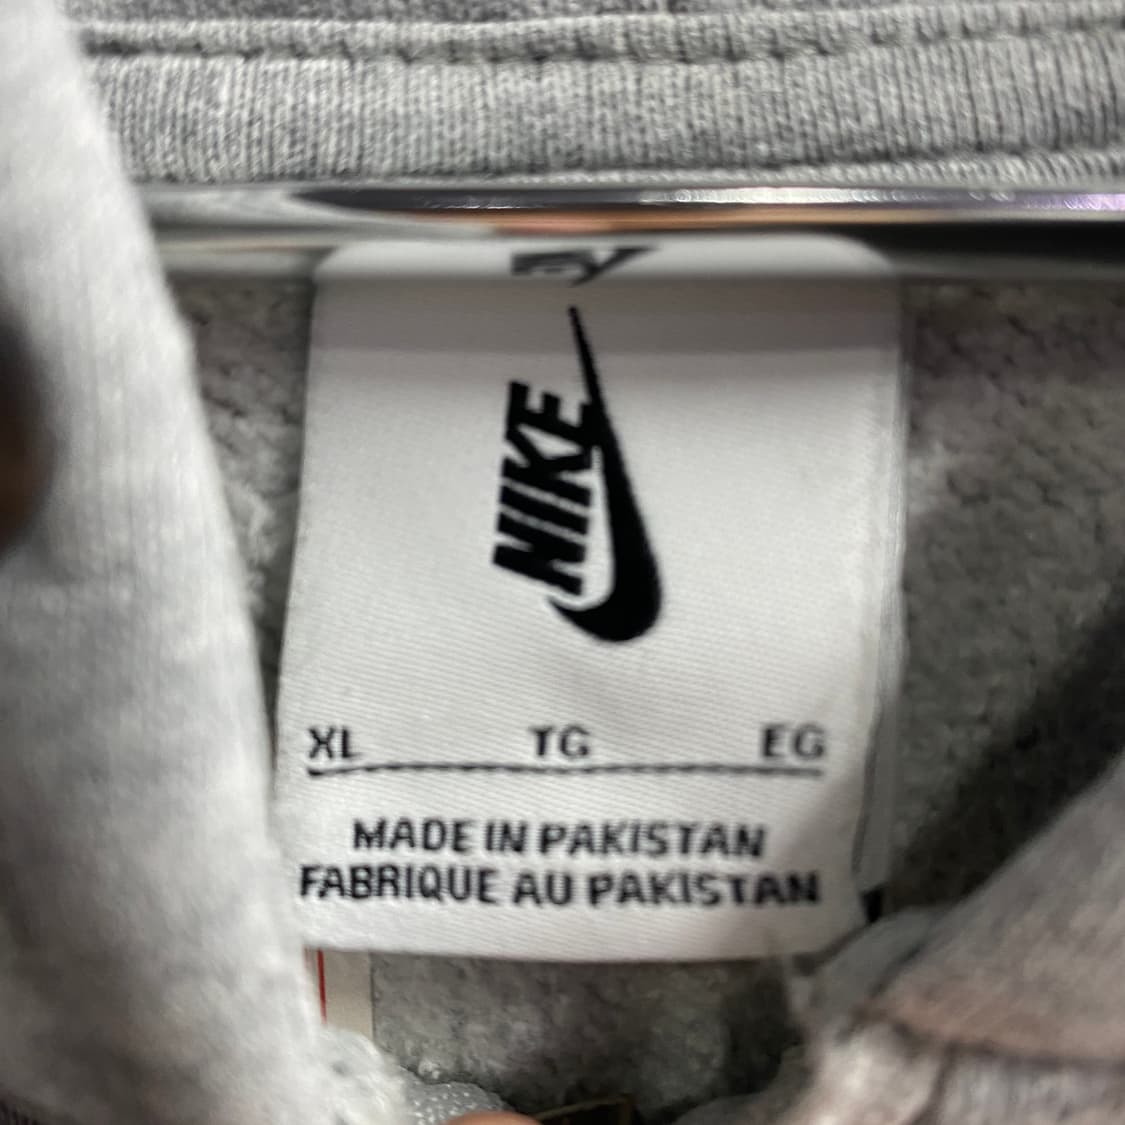 NIKE
XL TG EG
MADE IN PAKISTAN
FABRIQUE AU PAKISTAN